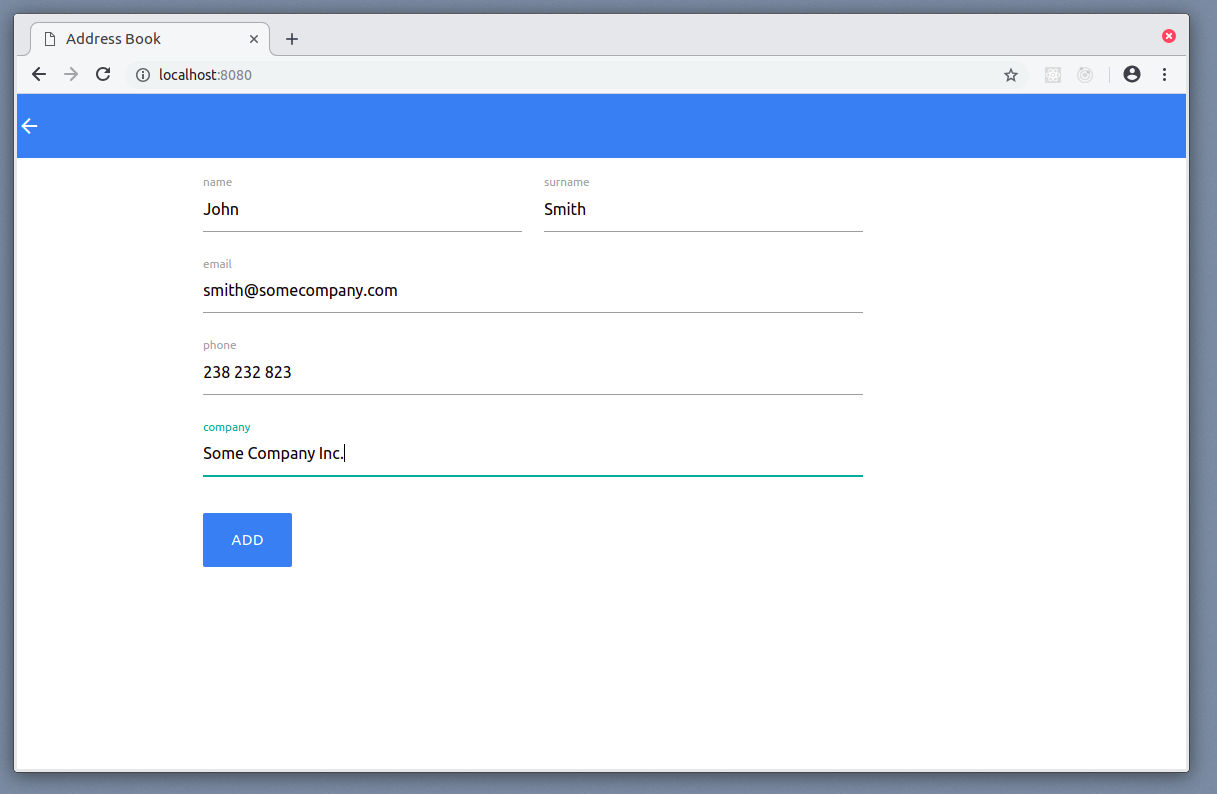 Address Book
localhost:8080
name surname
John Smith
email
smith@somecompany.com
phone
238 232 823
company
Some Company Inc.
ADD